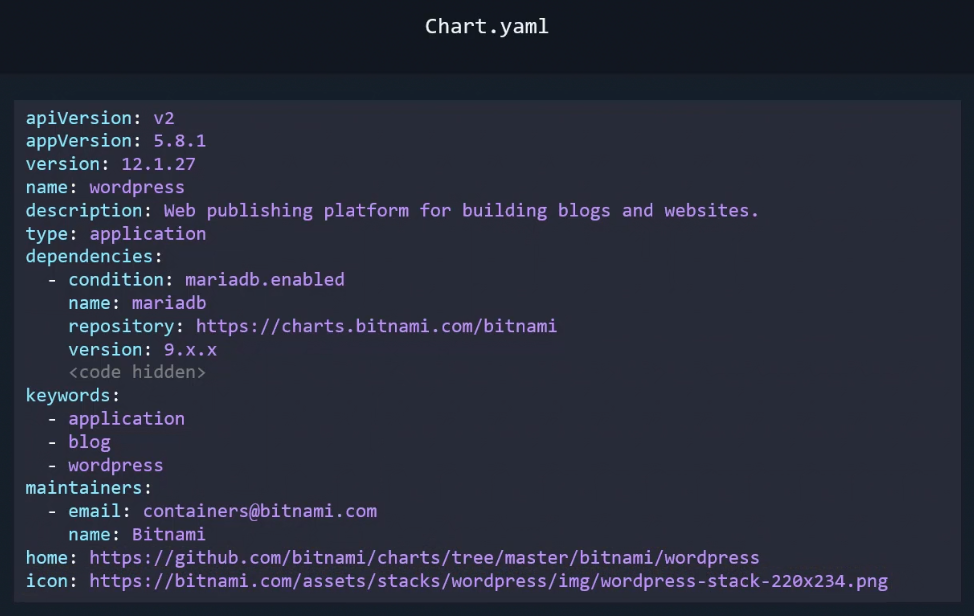 Chart.yaml
apiVersion: v2
appVersion: 5.8.1
version: 12.1.27
name: wordpress
description: Web publishing platform for building blogs and websites.
type: application
dependencies:
  - condition: mariadb.enabled
    name: mariadb
    repository: https://charts.bitnami.com/bitnami
    version: 9.x.x
    <code hidden>
keywords:
  - application
  - blog
  - wordpress
maintainers:
  - email: containers@bitnami.com
    name: Bitnami
home: https://github.com/bitnami/charts/tree/master/bitnami/wordpress
icon: https://bitnami.com/assets/stacks/wordpress/img/wordpress-stack-220x234.png